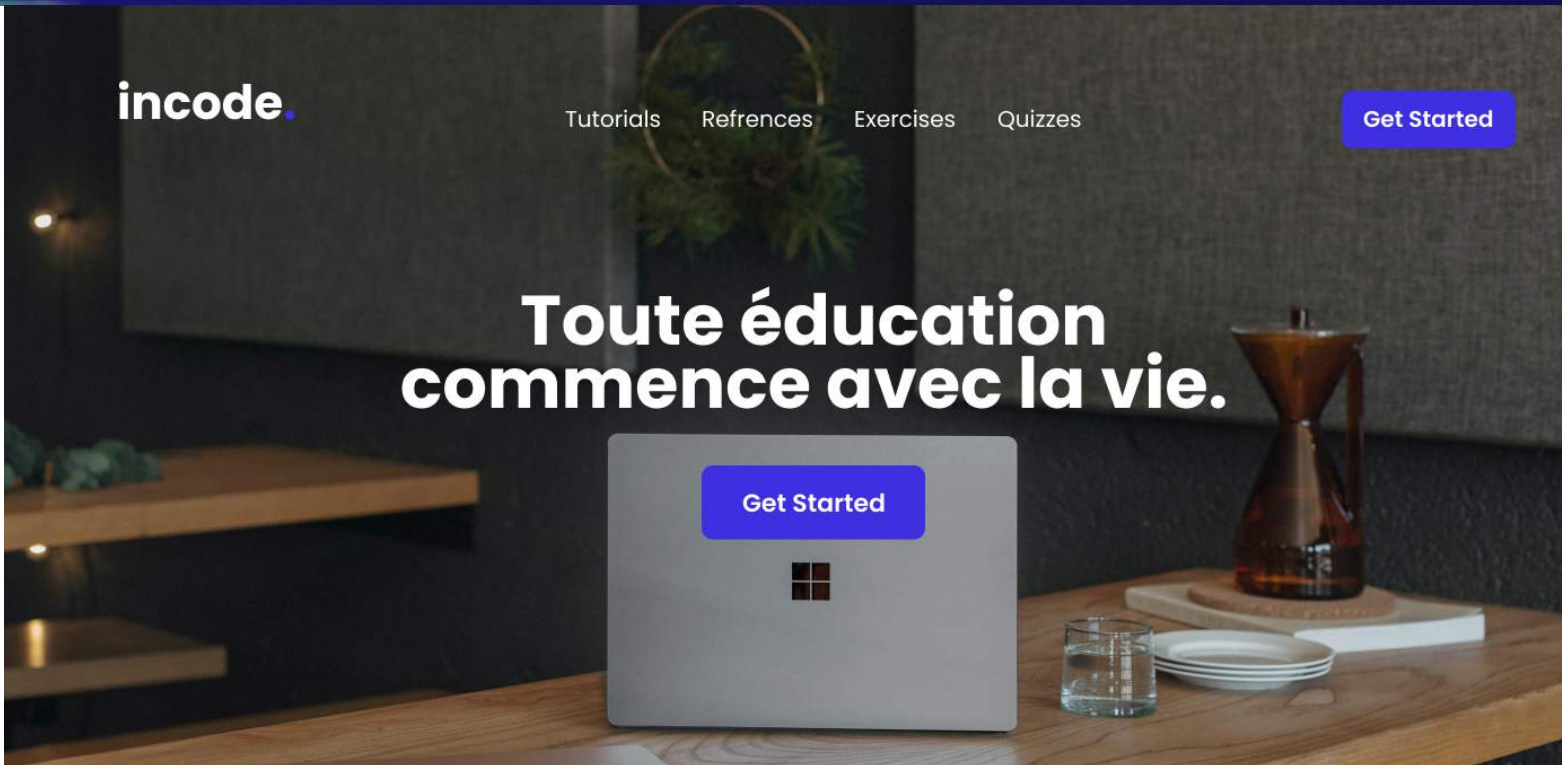 incode.
Tutorials Refrences Exercises Quizzes
Get Started
Toute éducation
commence avec la vie.
Get Started